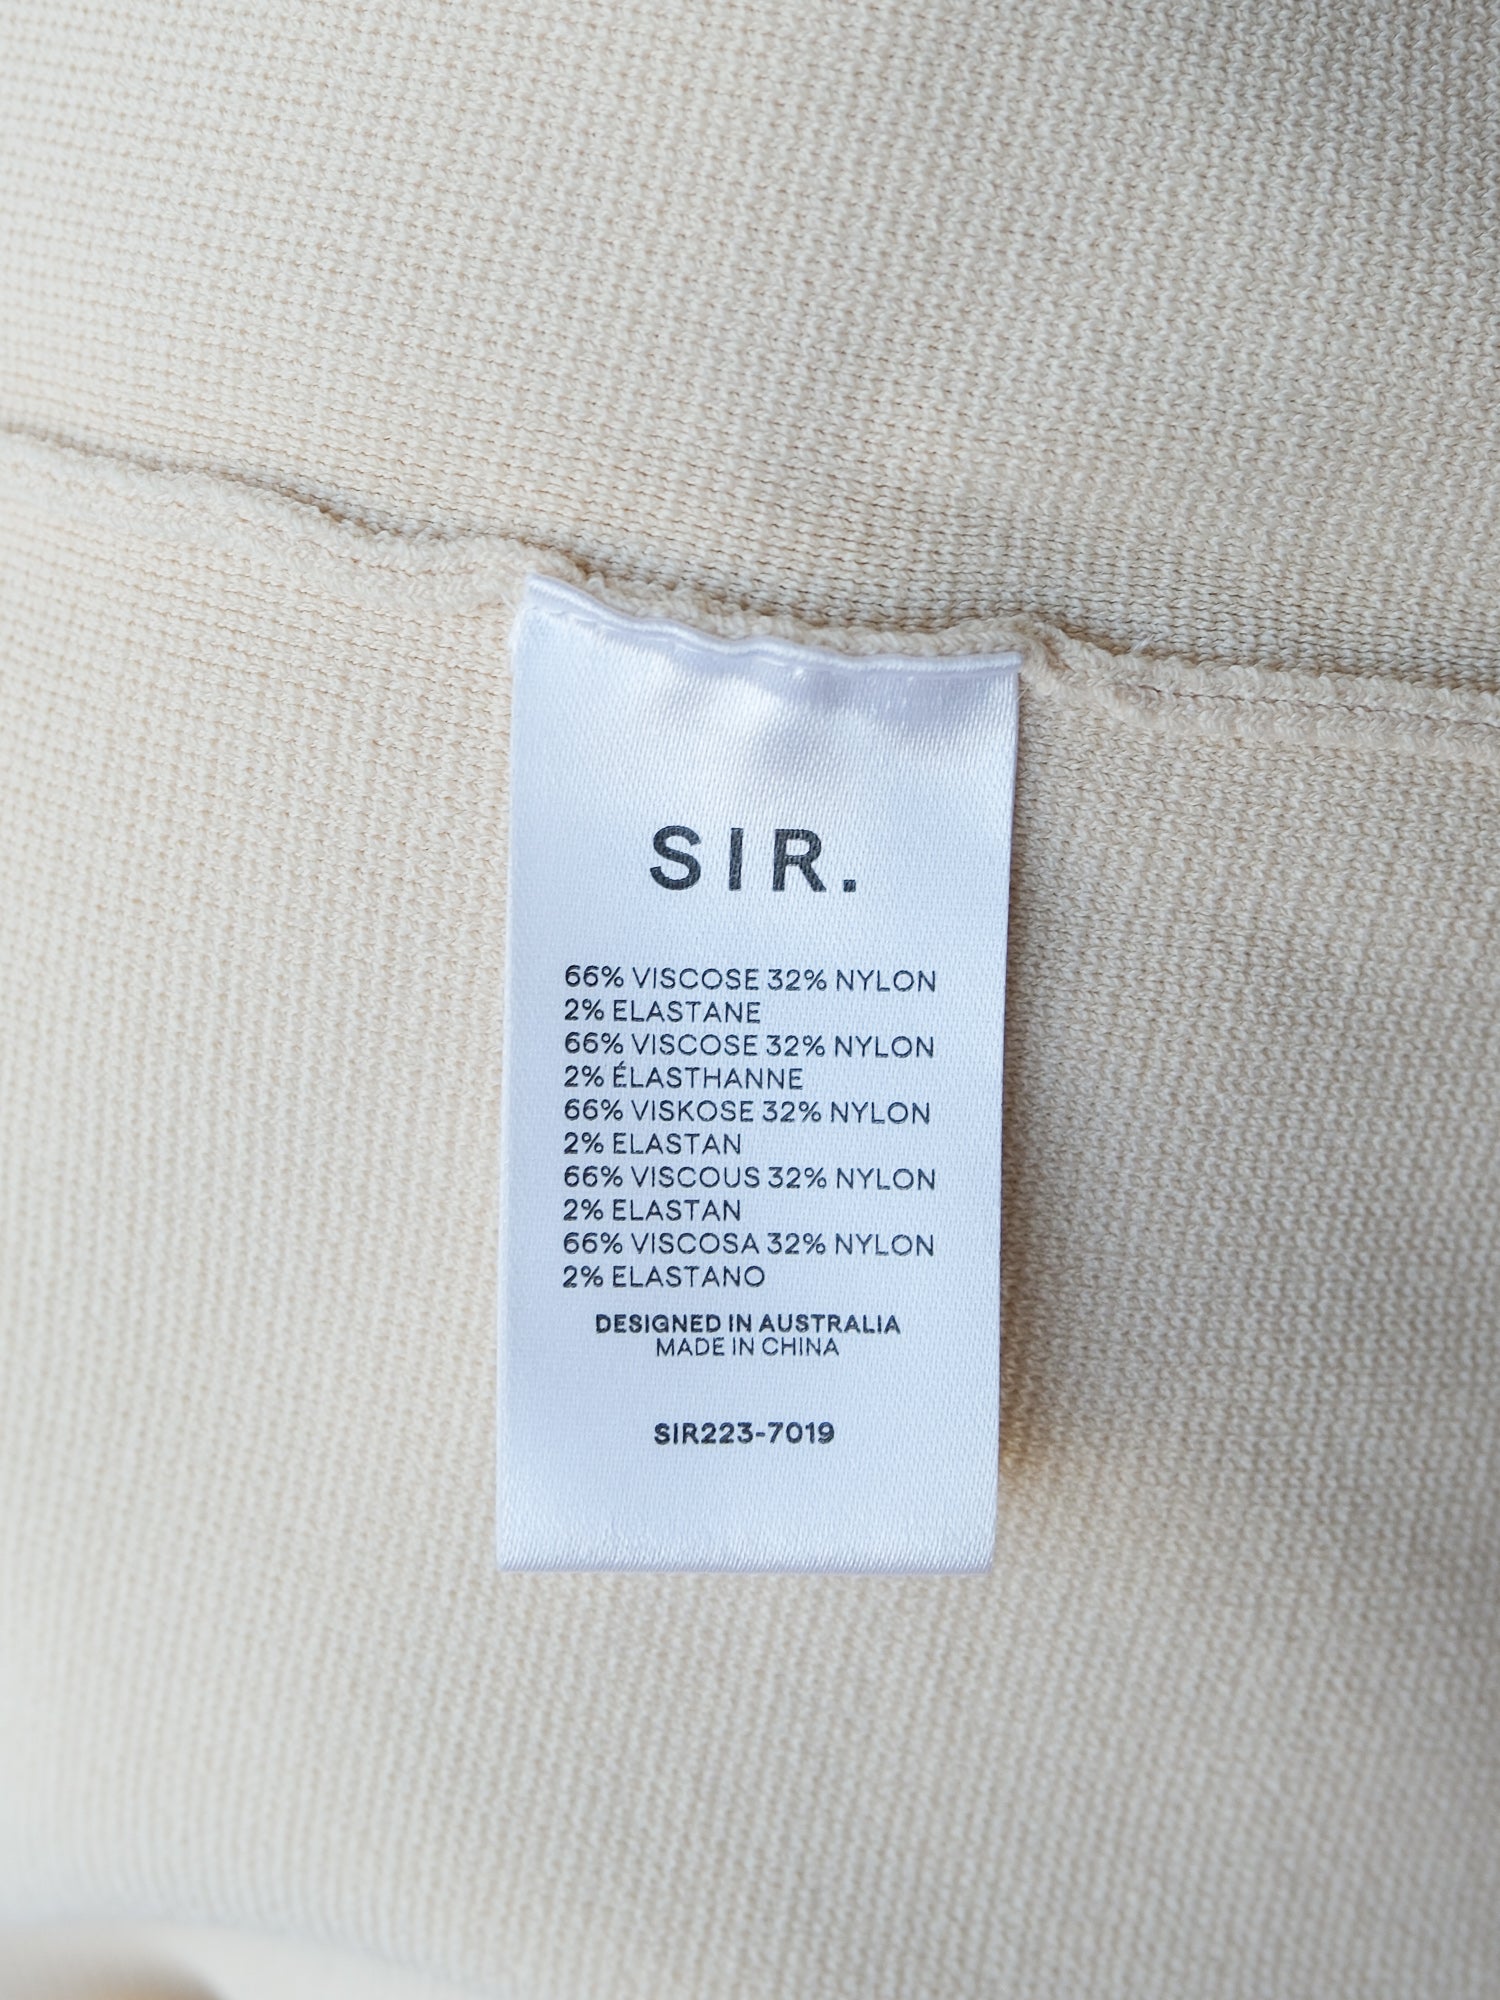 SIR.
66% VISCOSE 32% NYLON
2% ELASTANE
66% VISCOSE 32% NYLON
2% ÉLASTHANNE
66% VISKOSE 32% NYLON
2% ELASTAN
66% VISCOUS 32% NYLON
2% ELASTAN
66% VISCOSA 32% NYLON
2% ELASTANO
DESIGNED IN AUSTRALIA
MADE IN CHINA
SIR223-7019